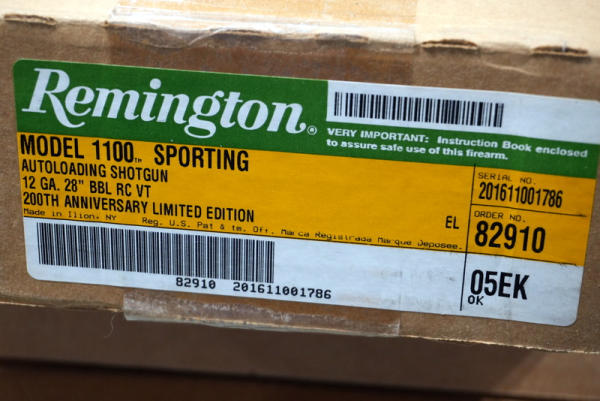 Remington®
VERY IMPORTANT: Instruction Book enclosed
to assure safe use of this firearm.
MODEL 1100™ SPORTING
AUTOLOADING SHOTGUN
12 GA. 28" BBL RC VT
200TH ANNIVERSARY LIMITED EDITION
EL
Made in Ilion, NY Reg. U.S. Pat & tm. Off. Marca Registrada Marque Deposee.
SERIAL NO.
201611001786
ORDER NO.
82910
82910 201611001786
05EK
OK